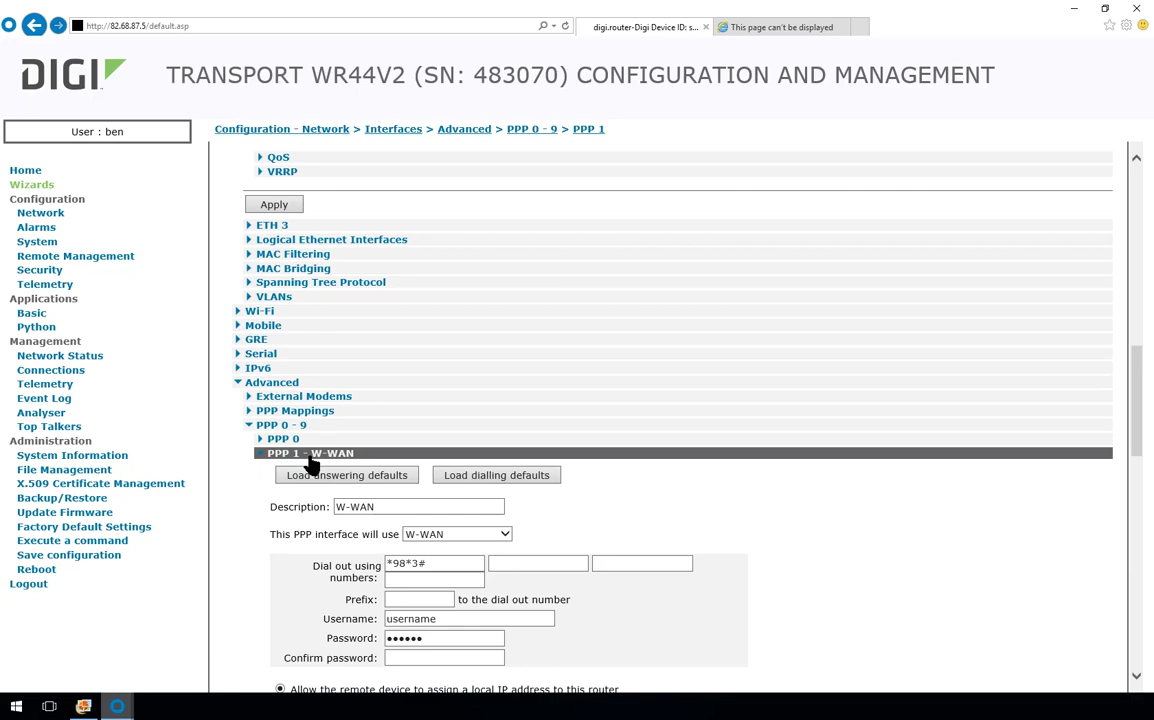 http://82.68.87.5/default.asp
digi.router-Digi Device ID: s...
This page can't be displayed
DIGI
TRANSPORT WR44V2 (SN: 483070) CONFIGURATION AND MANAGEMENT
User : ben
Configuration - Network > Interfaces > Advanced > PPP 0 - 9 > PPP 1
Home
Wizards
Configuration
Network
Alarms
System
Remote Management
Security
Telemetry
Applications
Basic
Python
Management
Network Status
Connections
Telemetry
Event Log
Analyser
Top Talkers
Administration
System Information
File Management
X.509 Certificate Management
Backup/Restore
Update Firmware
Factory Default Settings
Execute a command
Save configuration
Reboot
Logout
QoS
VRRP
Apply
ETH 3
Logical Ethernet Interfaces
MAC Filtering
MAC Bridging
Spanning Tree Protocol
VLANs
Wi-Fi
Mobile
GRE
Serial
IPv6
Advanced
External Modems
PPP Mappings
PPP 0 - 9
PPP 0
PPP 1 - W-WAN
Load answering defaults
Load dialling defaults
Description: W-WAN
This PPP interface will use W-WAN
Dial out using numbers: *98*3#
Prefix: to the dial out number
Username: username
Password: ••••••
Confirm password:
Allow the remote device to assign a local IP address to this router